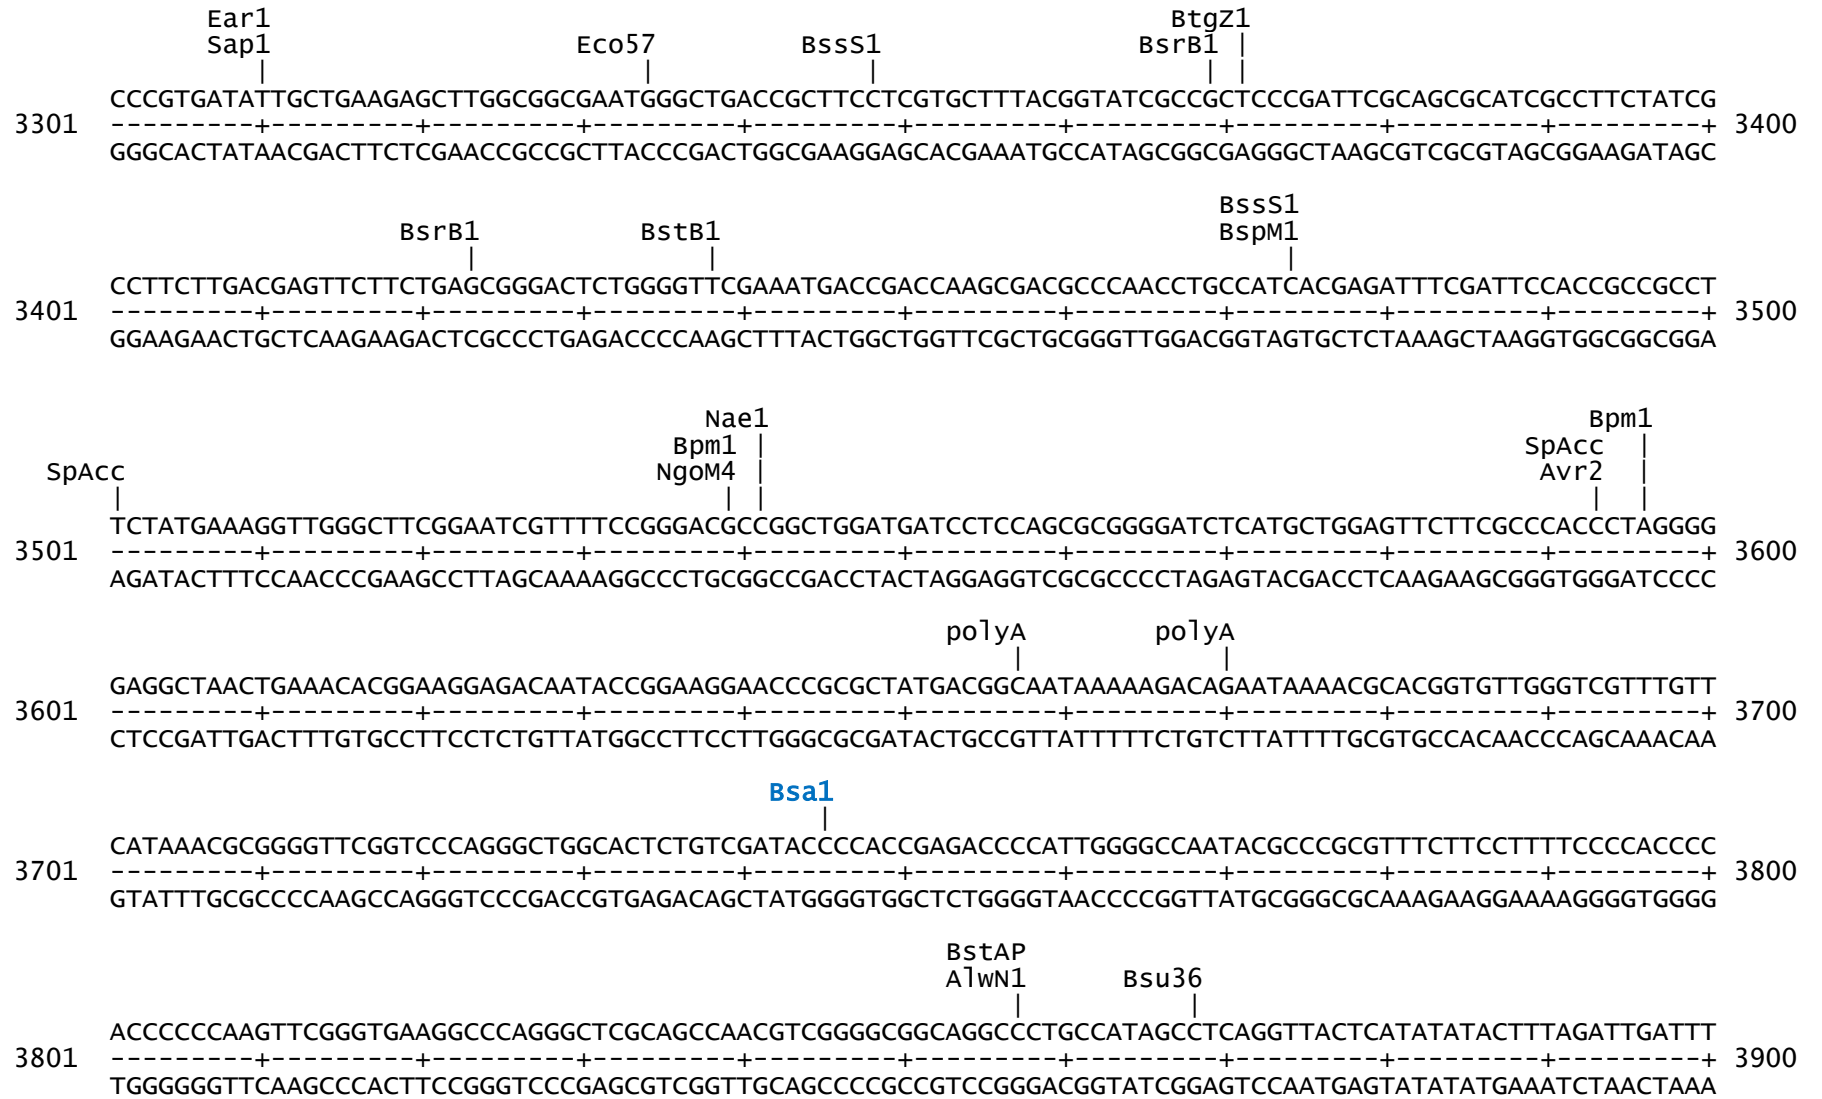 Ear1 BtgZ1
Sap1 Eco57 BssS1 BsrB1 |
| | | | |
CCCGTGATATTGCTGAAGAGCTTGGCGGCGAATGGGCTGACCGCTTCCTCGTGCTTTACGGTATCGCCGCTCCCGATTCGCAGCGCATCGCCTTCTATCG
3301 ---------+---------+---------+---------+---------+---------+---------+---------+---------+---------+ 3400
GGGCACTATAACGACTTCTCGAACCGCCGCTTACCCGACTGGCGAAGGAGCACGAAATGCCATAGCGGCGAGGGCTAAGCGTCGCGTAGCGGAAGATAGC
BssS1
BsrB1 BstB1 BspM1
| | |
CCTTCTTGACGAGTTCTTCTGAGCGGGACTCTGGGGTTCGAAATGACCGACCAAGCGACGCCCAACCTGCCATCACGAGATTTCGATTCCACCGCCGCCT
3401 ---------+---------+---------+---------+---------+---------+---------+---------+---------+---------+ 3500
GGAAGAACTGCTCAAGAAGACTCGCCCTGAGACCCCAAGCTTTACTGGCTGGTTCGCTGCGGGTTGGACGGTAGTGCTCTAAAGCTAAGGTGGCGGCGGA
Nae1 Bpm1
Bpm1 | SpAcc |
SpAcc NgoM4 | Avr2 |
| | | | |
TCTATGAAAGGTTGGGCTTCGGAATCGTTTTCCGGGACGCCGGCTGGATGATCCTCCAGCGCGGGGATCTCATGCTGGAGTTCTTCGCCCACCCTAGGGG
3501 ---------+---------+---------+---------+---------+---------+---------+---------+---------+---------+ 3600
AGATACTTTCCAACCCGAAGCCTTAGCAAAAGGCCCTGCGGCCGACCTACTAGGAGGTCGCGCCCCTAGAGTACGACCTCAAGAAGCGGGTGGGATCCCC
polyA polyA
| |
GAGGCTAACTGAAACACGGAAGGAGACAATACCGGAAGGAACCCGCGCTATGACGGCAATAAAAAGACAGAATAAAACGCACGGTGTTGGGTCGTTTGTT
3601 ---------+---------+---------+---------+---------+---------+---------+---------+---------+---------+ 3700
CTCCGATTGACTTTGTGCCTTCCTCTGTTATGGCCTTCCTTGGGCGCGATACTGCCGTTATTTTTCTGTCTTATTTTGCGTGCCACAACCCAGCAAACAA
Bsa1
|
CATAAACGCGGGGTTCGGTCCCAGGGCTGGCACTCTGTCGATACCCCACCGAGACCCCATTGGGGCCAATACGCCCGCGTTTCTTCCTTTTCCCCACCCC
3701 ---------+---------+---------+---------+---------+---------+---------+---------+---------+---------+ 3800
GTATTTGCGCCCCAAGCCAGGGTCCCGACCGTGAGACAGCTATGGGGTGGCTCTGGGGTAACCCCGGTTATGCGGGCGCAAAGAAGGAAAAGGGGTGGGG
BstAP
AlwN1 Bsu36
| |
ACCCCCCAAGTTCGGGTGAAGGCCCAGGGCTCGCAGCCAACGTCGGGGCGGCAGGCCCTGCCATAGCCTCAGGTTACTCATATATACTTTAGATTGATTT
3801 ---------+---------+---------+---------+---------+---------+---------+---------+---------+---------+ 3900
TGGGGGGTTCAAGCCCACTTCCGGGTCCCGAGCGTCGGTTGCAGCCCCGCCGTCCGGGACGGTATCGGAGTCCAATGAGTATATATGAAATCTAACTAAA